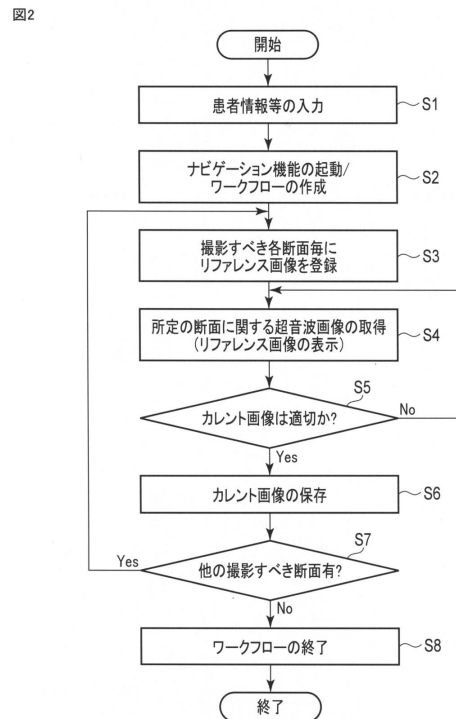 図2
開始
患者情報等の入力
S1
ナビゲーション機能の起動/
ワークフローの作成
S2
撮影すべき各断面毎に
リファレンス画像を登録
S3
所定の断面に関する超音波画像の取得
(リファレンス画像の表示)
S4
S5
カレント画像は適切か?
No
Yes
カレント画像の保存
S6
S7
Yes
他の撮影すべき断面有?
No
ワークフローの終了
S8
終了